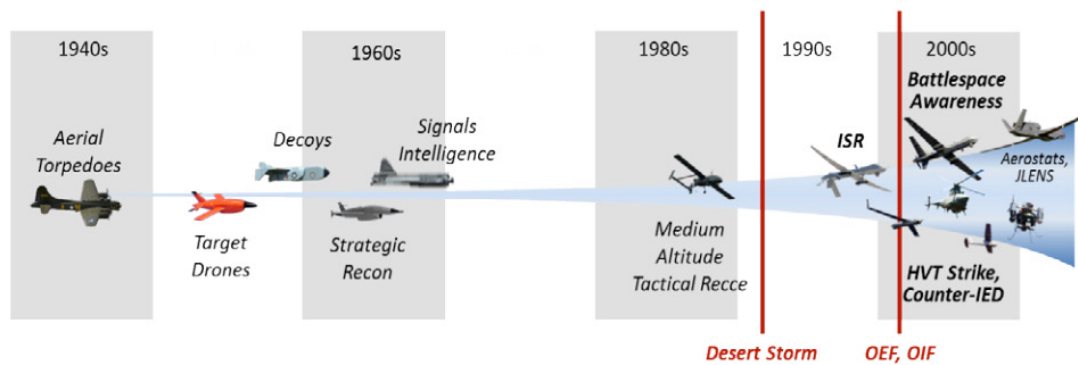 1940s
1960s
1980s
1990s
2000s
Aerial
Torpedoes
Target
Drones
Decoys
Strategic
Recon
Signals
Intelligence
Medium
Altitude
Tactical Recce
ISR
Battlespace
Awareness
Aerostats,
JLENS
HVT Strike,
Counter-IED
Desert Storm
OEF, OIF